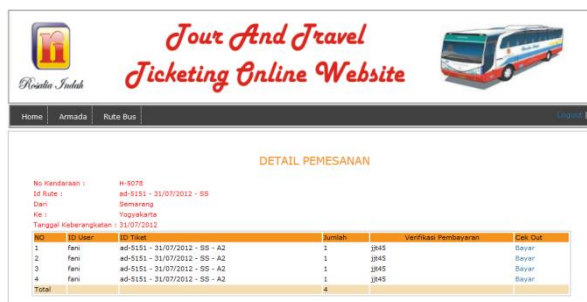 Tour And Travel
Ticketing Online Website
Rosalia Indah
Home Armada Rute Bus Logout |
DETAIL PEMESANAN
No Kendaraan : H-5078
Id Rute : ad-5151 - 31/07/2012 - SS
Dari Semarang
Ke : Yogyakarta
Tanggal Keberangkatan : 31/07/2012
NO ID User ID Tiket Jumlah Verifikasi Pembayaran Cek Out
1 fani ad-5151 - 31/07/2012 - SS - A2 1 jjt45 Bayar
2 fani ad-5151 - 31/07/2012 - SS - A2 1 jjt45 Bayar
3 fani ad-5151 - 31/07/2012 - SS - A2 1 jjt45 Bayar
4 fani ad-5151 - 31/07/2012 - SS - A2 1 jjt45 Bayar
Total 4